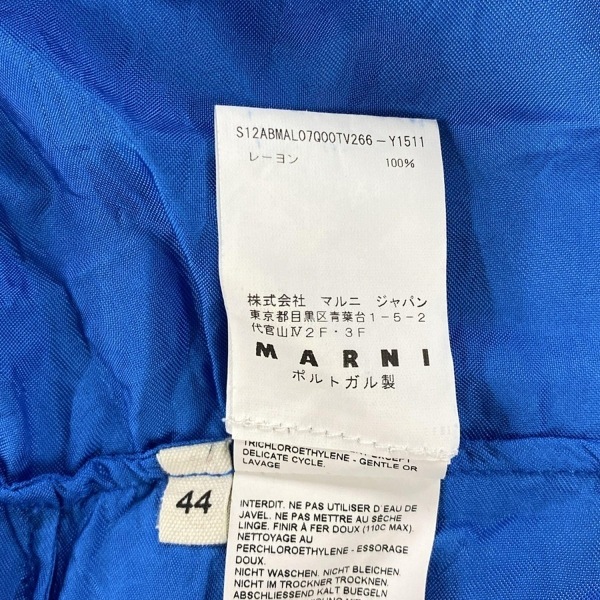 S12ABMAL07Q00TV266-Y1511
レーヨン 100%
株式会社 マルニ ジャパン
東京都目黒区青葉台1-5-2
代官山Ⅳ2F・3F
MARNI
ポルトガル製
TRICHLOROETHYLENE - EXCEPT
DELICATE CYCLE. - GENTLE OR
LAVAGE
44
INTERDIT. NE PAS UTILISER D'EAU DE
JAVEL. NE PAS METTRE AU SÈCHE
LINGE. FINIR À FER DOUX (110C MAX).
NETTOYAGE AU
PERCHLOROETHYLENE - ESSORAGE
DOUX.
NICHT WASCHEN. NICHT BLEICHEN.
NICHT IM TROCKNER TROCKNEN.